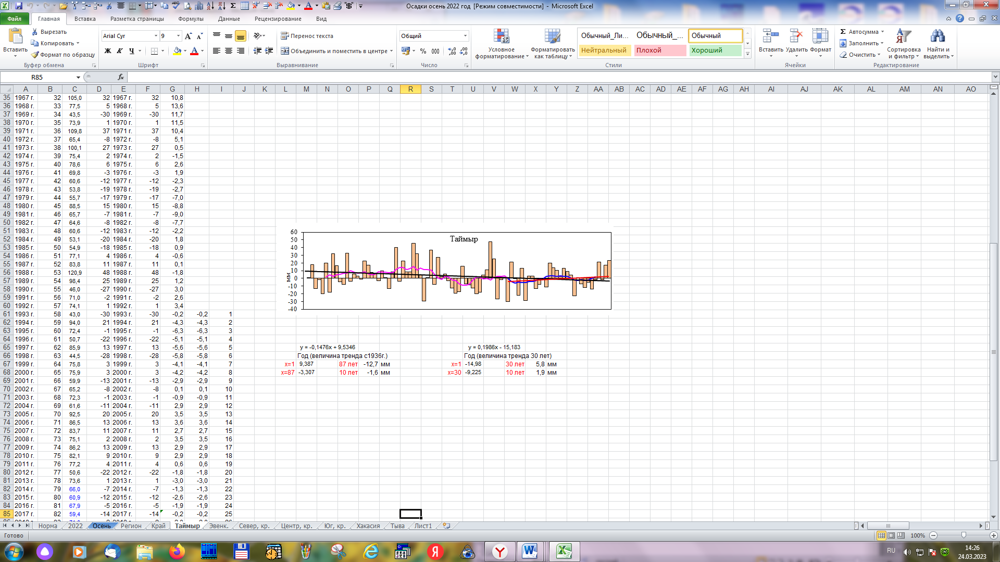 Осадки осень 2022 год  [Режим совместимости]  -  Microsoft Excel
Файл Главная Вставка Разметка страницы Формулы Данные Рецензирование Вид
Вставить Вырезать Копировать Формат по образцу
Буфер обмена
Arial Cyr 9
Ж К Ч
Шрифт
Перенос текста
Объединить и поместить в центре
Выравнивание
Общий
% 000
Число
Условное форматирование Форматировать как таблицу
Обычный_Ли... Обычный_... Обычный
Нейтральный Плохой Хороший
Стили
Вставить Удалить Формат
Ячейки
Σ Автосумма Заполнить Очистить
Сортировка и фильтр Найти и выделить
Редактирование
R85 fx
A B C D E F G H I J K L M N O P Q R S T U V W X Y Z AA AB AC AD AE AF AG AH AI AJ AK AL AM AN AO
35 1967 г. 32 105,0 32 1967 г. 32 10,8
36 1968 г. 33 77,5 5 1968 г. 5 13,6
37 1969 г. 34 43,5 -30 1969 г. -30 11,7
38 1970 г. 35 73,9 1 1970 г. 1 11,5
39 1971 г. 36 109,8 37 1971 г. 37 10,4
40 1972 г. 37 65,4 -8 1972 г. -8 5,1
41 1973 г. 38 100,1 27 1973 г. 27 0,5
42 1974 г. 39 75,4 2 1974 г. 2 -1,5
43 1975 г. 40 78,6 6 1975 г. 6 2,6
44 1976 г. 41 69,8 -3 1976 г. -3 1,9
45 1977 г. 42 60,6 -12 1977 г. -12 -2,3
46 1978 г. 43 53,8 -19 1978 г. -19 -2,7
47 1979 г. 44 55,7 -17 1979 г. -17 -7,0
48 1980 г. 45 88,5 15 1980 г. 15 -8,8
49 1981 г. 46 65,7 -7 1981 г. -7 -9,0
50 1982 г. 47 64,6 -8 1982 г. -8 -7,7
51 1983 г. 48 60,6 -12 1983 г. -12 -2,2
52 1984 г. 49 53,1 -20 1984 г. -20 1,8
53 1985 г. 50 54,9 -18 1985 г. -18 0,9
54 1986 г. 51 77,1 4 1986 г. 4 -0,6
55 1987 г. 52 83,8 11 1987 г. 11 0,1
56 1988 г. 53 120,9 48 1988 г. 48 -1,8
57 1989 г. 54 98,4 25 1989 г. 25 1,2
58 1990 г. 55 46,0 -27 1990 г. -27 3,0
59 1991 г. 56 71,0 -2 1991 г. -2 2,6
60 1992 г. 57 74,1 1 1992 г. 1 3,4
61 1993 г. 58 43,0 -30 1993 г. -30 -0,2 -0,2 1
62 1994 г. 59 94,0 21 1994 г. 21 -4,3 -4,3 2
63 1995 г. 60 72,4 -1 1995 г. -1 -6,3 -6,3 3
64 1996 г. 61 50,7 -22 1996 г. -22 -5,1 -5,1 4
65 1997 г. 62 85,9 13 1997 г. 13 -5,6 -5,6 5
66 1998 г. 63 44,5 -28 1998 г. -28 -5,8 -5,8 6
67 1999 г. 64 75,8 3 1999 г. 3 -4,1 -4,1 7
68 2000 г. 65 75,9 3 2000 г. 3 -4,2 -4,2 8
69 2001 г. 66 59,9 -13 2001 г. -13 -2,9 -2,9 9
70 2002 г. 67 65,2 -8 2002 г. -8 0,1 0,1 10
71 2003 г. 68 72,3 -1 2003 г. -1 -0,9 -0,9 11
72 2004 г. 69 61,6 -11 2004 г. -11 2,9 2,9 12
73 2005 г. 70 92,5 20 2005 г. 20 3,5 3,5 13
74 2006 г. 71 86,5 13 2006 г. 13 3,6 3,6 14
75 2007 г. 72 83,7 11 2007 г. 11 2,7 2,7 15
76 2008 г. 73 75,1 2 2008 г. 2 3,5 3,5 16
77 2009 г. 74 86,2 13 2009 г. 13 2,9 2,9 17
78 2010 г. 75 82,1 9 2010 г. 9 2,9 2,9 18
79 2011 г. 76 77,2 4 2011 г. 4 0,6 0,6 19
80 2012 г. 77 50,6 -22 2012 г. -22 -1,8 -1,8 20
81 2013 г. 78 73,6 1 2013 г. 1 -3,0 -3,0 21
82 2014 г. 79 66,0 -7 2014 г. -7 -1,3 -1,3 22
83 2015 г. 80 60,9 -12 2015 г. -12 -2,6 -2,6 23
84 2016 г. 81 67,9 -5 2016 г. -5 -1,9 -1,9 24
85 2017 г. 82 59,4 -14 2017 г. -14 -0,2 -0,2 25
Таймыр
60
50
40
30
20
10
0
-10
-20
-30
-40
мм
y = -0,1476x + 9,5346
Год (величина тренда с1936г.)
x=1 9,387 87 лет -12,7 мм
x=87 -3,307 10 лет -1,6 мм
y = 0,1986x - 15,183
Год (величина тренда 30 лет)
x=1 -14,98 30 лет 5,8 мм
x=30 -9,225 10 лет 1,9 мм
Норма 2022 Осень Регион Край Таймыр Эвенк. Север, кр. Центр, кр. Юг, кр. Хакасия Тыва Лист1
Готово 100%
RU 14:26
24.03.2023